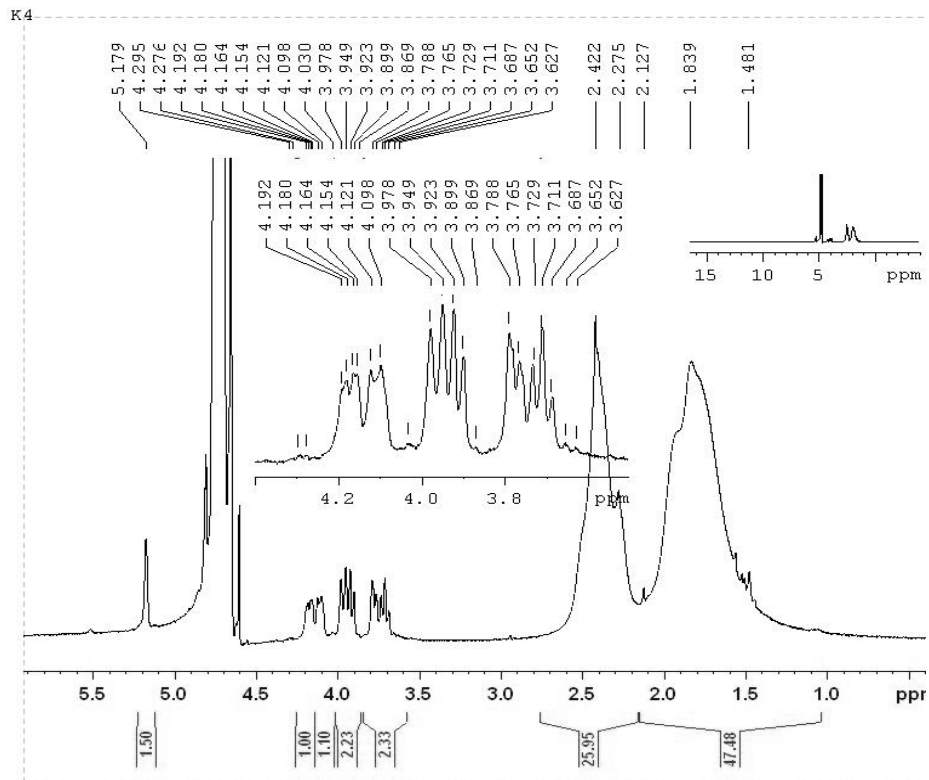 K4
5.179 4.295 4.276 4.192 4.180 4.164 4.154 4.121 4.098 4.030 3.978 3.949 3.923 3.899 3.869 3.788 3.765 3.729 3.711 3.687 3.652 3.627 2.422 2.275 2.127 1.839 1.481
4.192 4.180 4.164 4.154 4.121 4.098 3.978 3.949 3.923 3.899 3.869 3.788 3.765 3.729 3.711 3.687 3.652 3.627
15 10 5 ppm
4.2 4.0 3.8 ppm
5.5 5.0 4.5 4.0 3.5 3.0 2.5 2.0 1.5 1.0 ppr
1.50 1.00 1.10 2.23 2.33 25.95 47.48